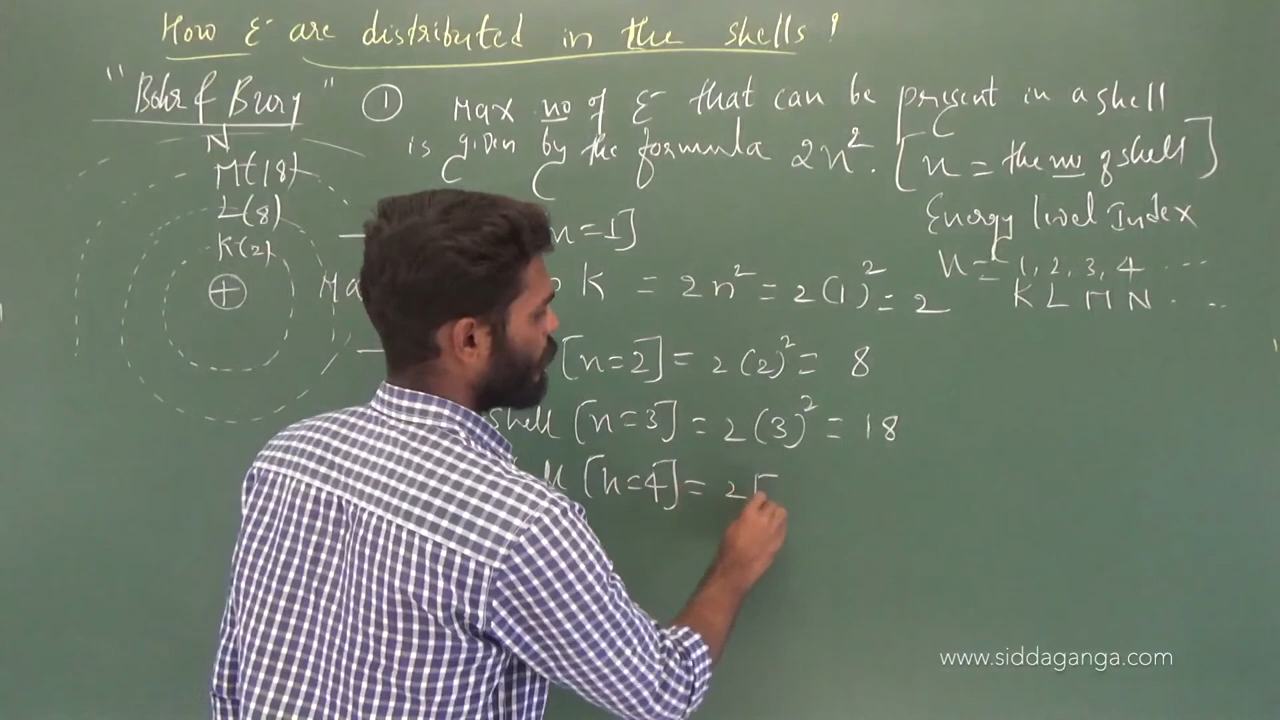 How ε⁻ are distributed in the shells ?
"Bohr & Bury"
① Max no of ε⁻ that can be present in a shell
is given by the formula 2n². [n = the no of shell]
Energy level Index
n = 1, 2, 3, 4 ...
K L M N ...
N
M(18)
L(8)
K(2)
+
n=1]
K = 2n² = 2(1)² = 2
[n=2] = 2(2)² = 8
shell [n=3] = 2(3)² = 18
[n=4] = 2
www.siddaganga.com